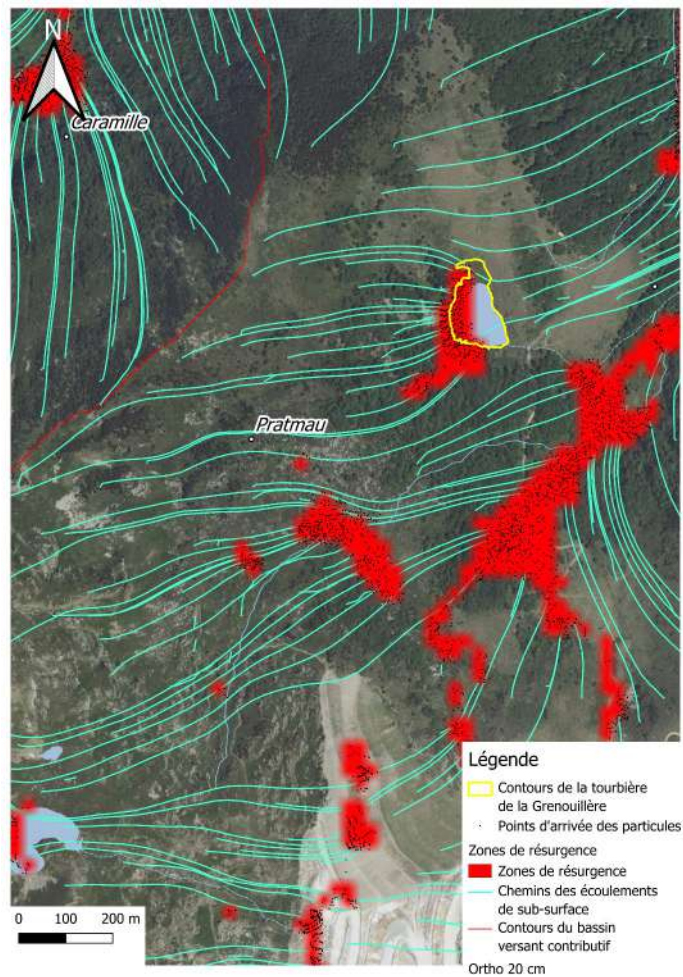 N
Caramille
Pratmau
Légende
Contours de la tourbière
de la Grenouillère
Points d'arrivée des particules
Zones de résurgence
Zones de résurgence
Chemins des écoulements
de sub-surface
Contours du bassin
versant contributif
Ortho 20 cm
0 100 200 m